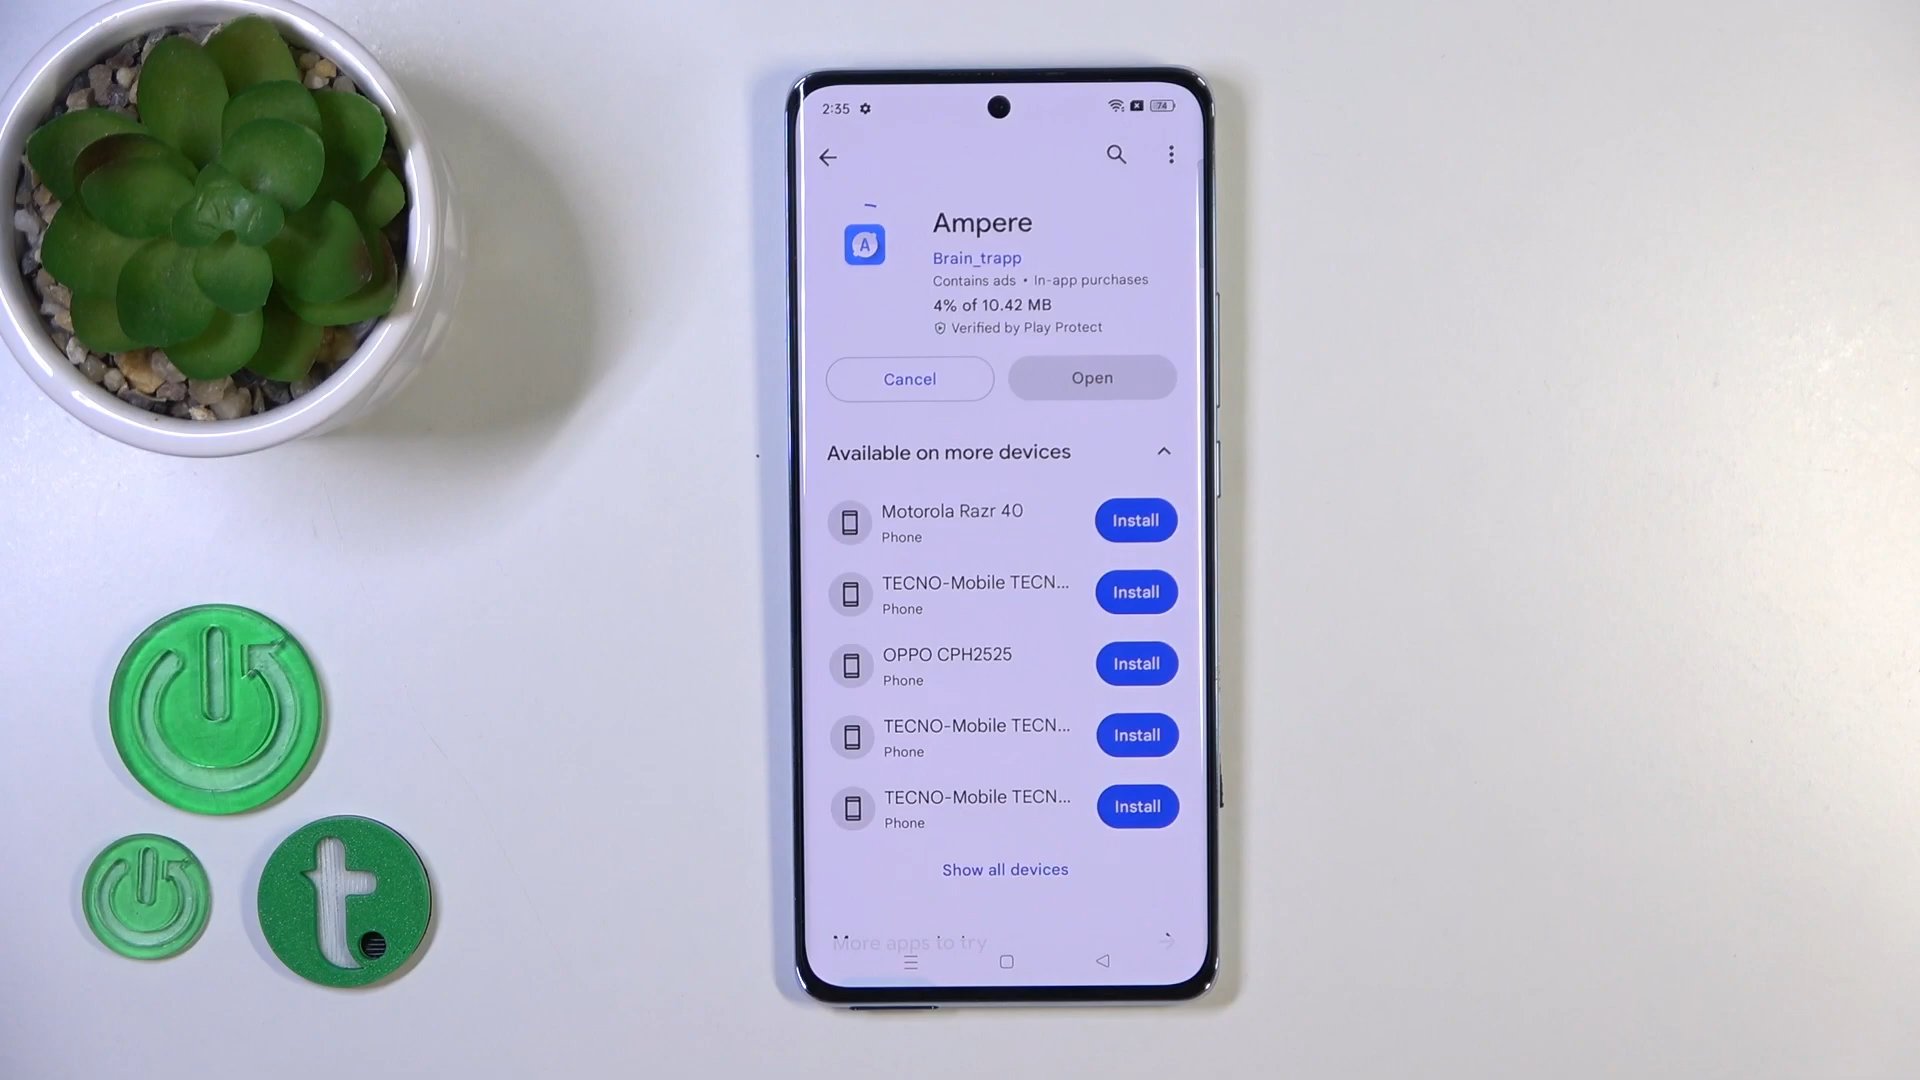 2:35 74
Ampere
A
Brain_trapp
Contains ads • In-app purchases
4% of 10.42 MB
Verified by Play Protect
Cancel Open
Available on more devices
Motorola Razr 40
Phone
Install
TECNO-Mobile TECN...
Phone
Install
OPPO CPH2525
Phone
Install
TECNO-Mobile TECN...
Phone
Install
TECNO-Mobile TECN...
Phone
Install
Show all devices
More apps to try
t